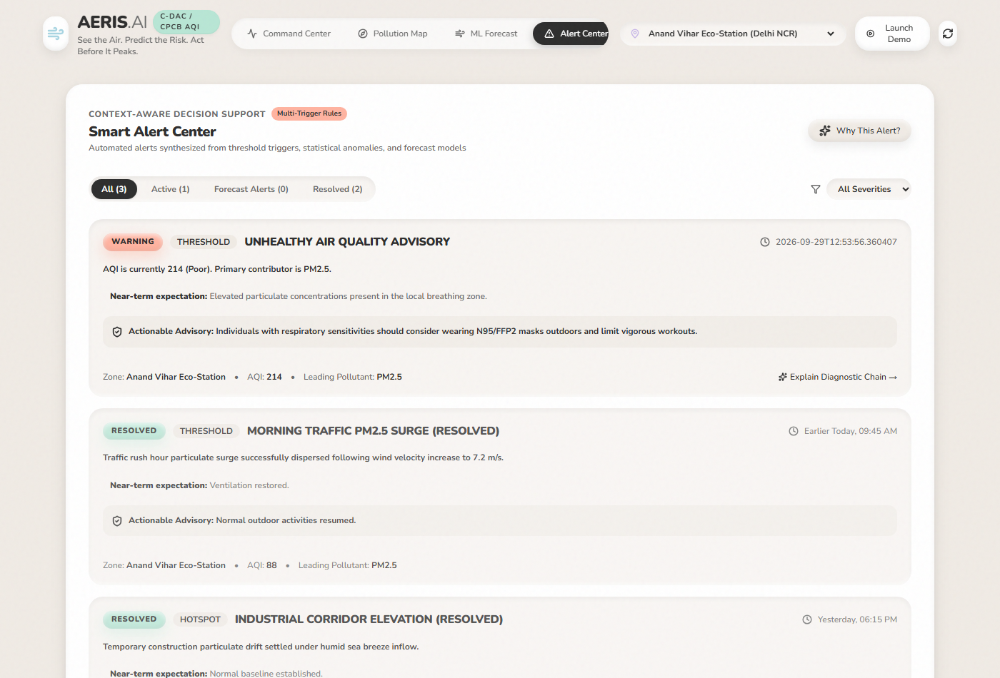 AERIS.AI
C-DAC /
CPCB AQI
See the Air. Predict the Risk. Act
Before It Peaks.
Command Center
Pollution Map
ML Forecast
Alert Center
Anand Vihar Eco-Station (Delhi NCR)
Launch
Demo
CONTEXT-AWARE DECISION SUPPORT
Multi-Trigger Rules
Smart Alert Center
Automated alerts synthesized from threshold triggers, statistical anomalies, and forecast models
Why This Alert?
All (3)
Active (1)
Forecast Alerts (0)
Resolved (2)
All Severities
WARNING
THRESHOLD
UNHEALTHY AIR QUALITY ADVISORY
2026-09-29T12:53:56.360407
AQI is currently 214 (Poor). Primary contributor is PM2.5.
Near-term expectation: Elevated particulate concentrations present in the local breathing zone.
Actionable Advisory: Individuals with respiratory sensitivities should consider wearing N95/FFP2 masks outdoors and limit vigorous workouts.
Zone: Anand Vihar Eco-Station • AQI: 214 • Leading Pollutant: PM2.5
Explain Diagnostic Chain →
RESOLVED
THRESHOLD
MORNING TRAFFIC PM2.5 SURGE (RESOLVED)
Earlier Today, 09:45 AM
Traffic rush hour particulate surge successfully dispersed following wind velocity increase to 7.2 m/s.
Near-term expectation: Ventilation restored.
Actionable Advisory: Normal outdoor activities resumed.
Zone: Anand Vihar Eco-Station • AQI: 88 • Leading Pollutant: PM2.5
RESOLVED
HOTSPOT
INDUSTRIAL CORRIDOR ELEVATION (RESOLVED)
Yesterday, 06:15 PM
Temporary construction particulate drift settled under humid sea breeze inflow.
Near-term expectation: Normal baseline established.